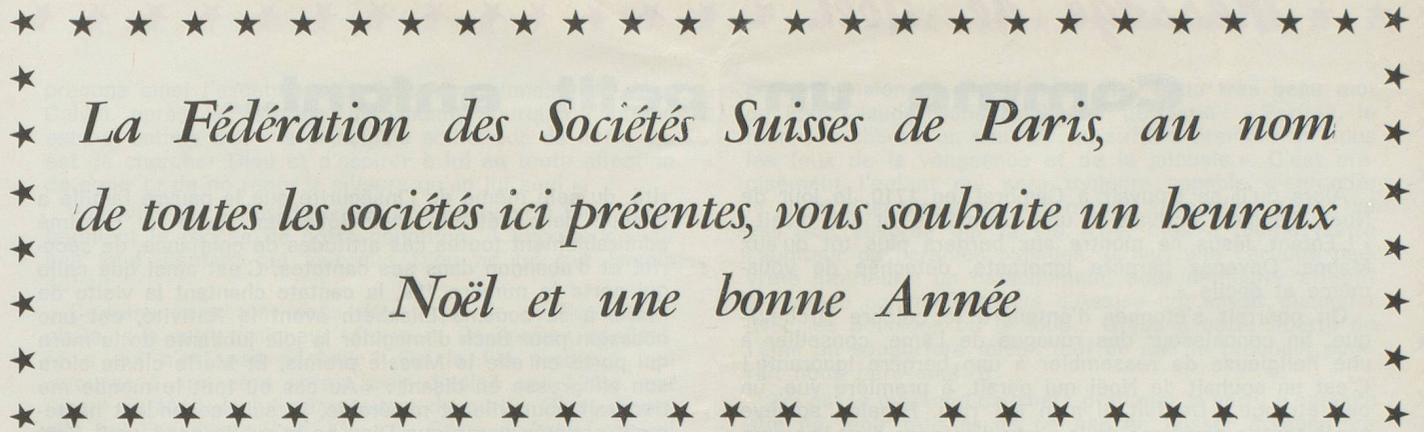 La Fédération des Sociétés Suisses de Paris, au nom
de toutes les sociétés ici présentes, vous souhaite un heureux
Noël et une bonne Année